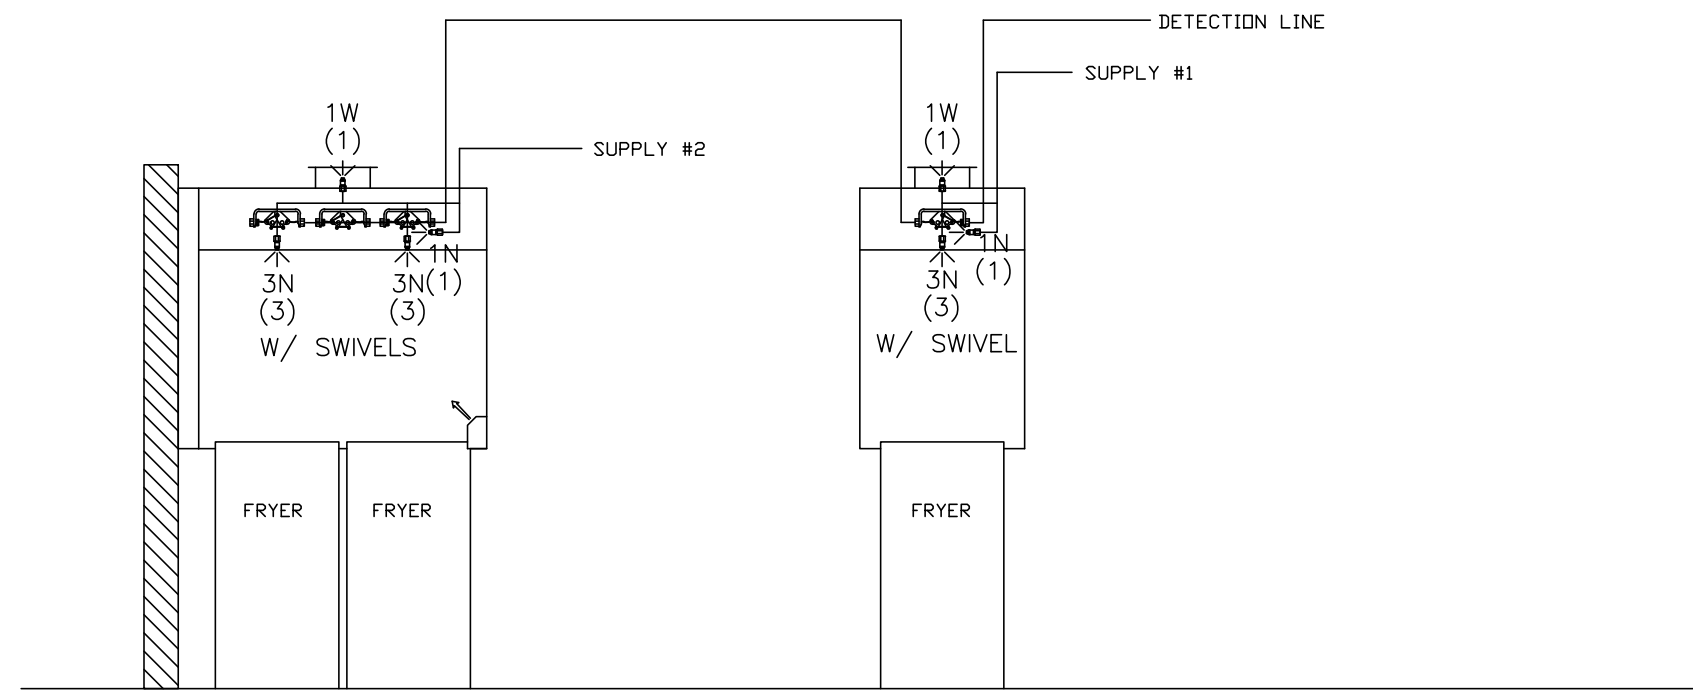 DETECTION LINE
SUPPLY #1
1W
(1)
SUPPLY #2
1W
(1)
1N
(1)
3N
(3)
3N
(3)
W/ SWIVELS
1N
(1)
3N
(3)
W/ SWIVEL
FRYER
FRYER
FRYER